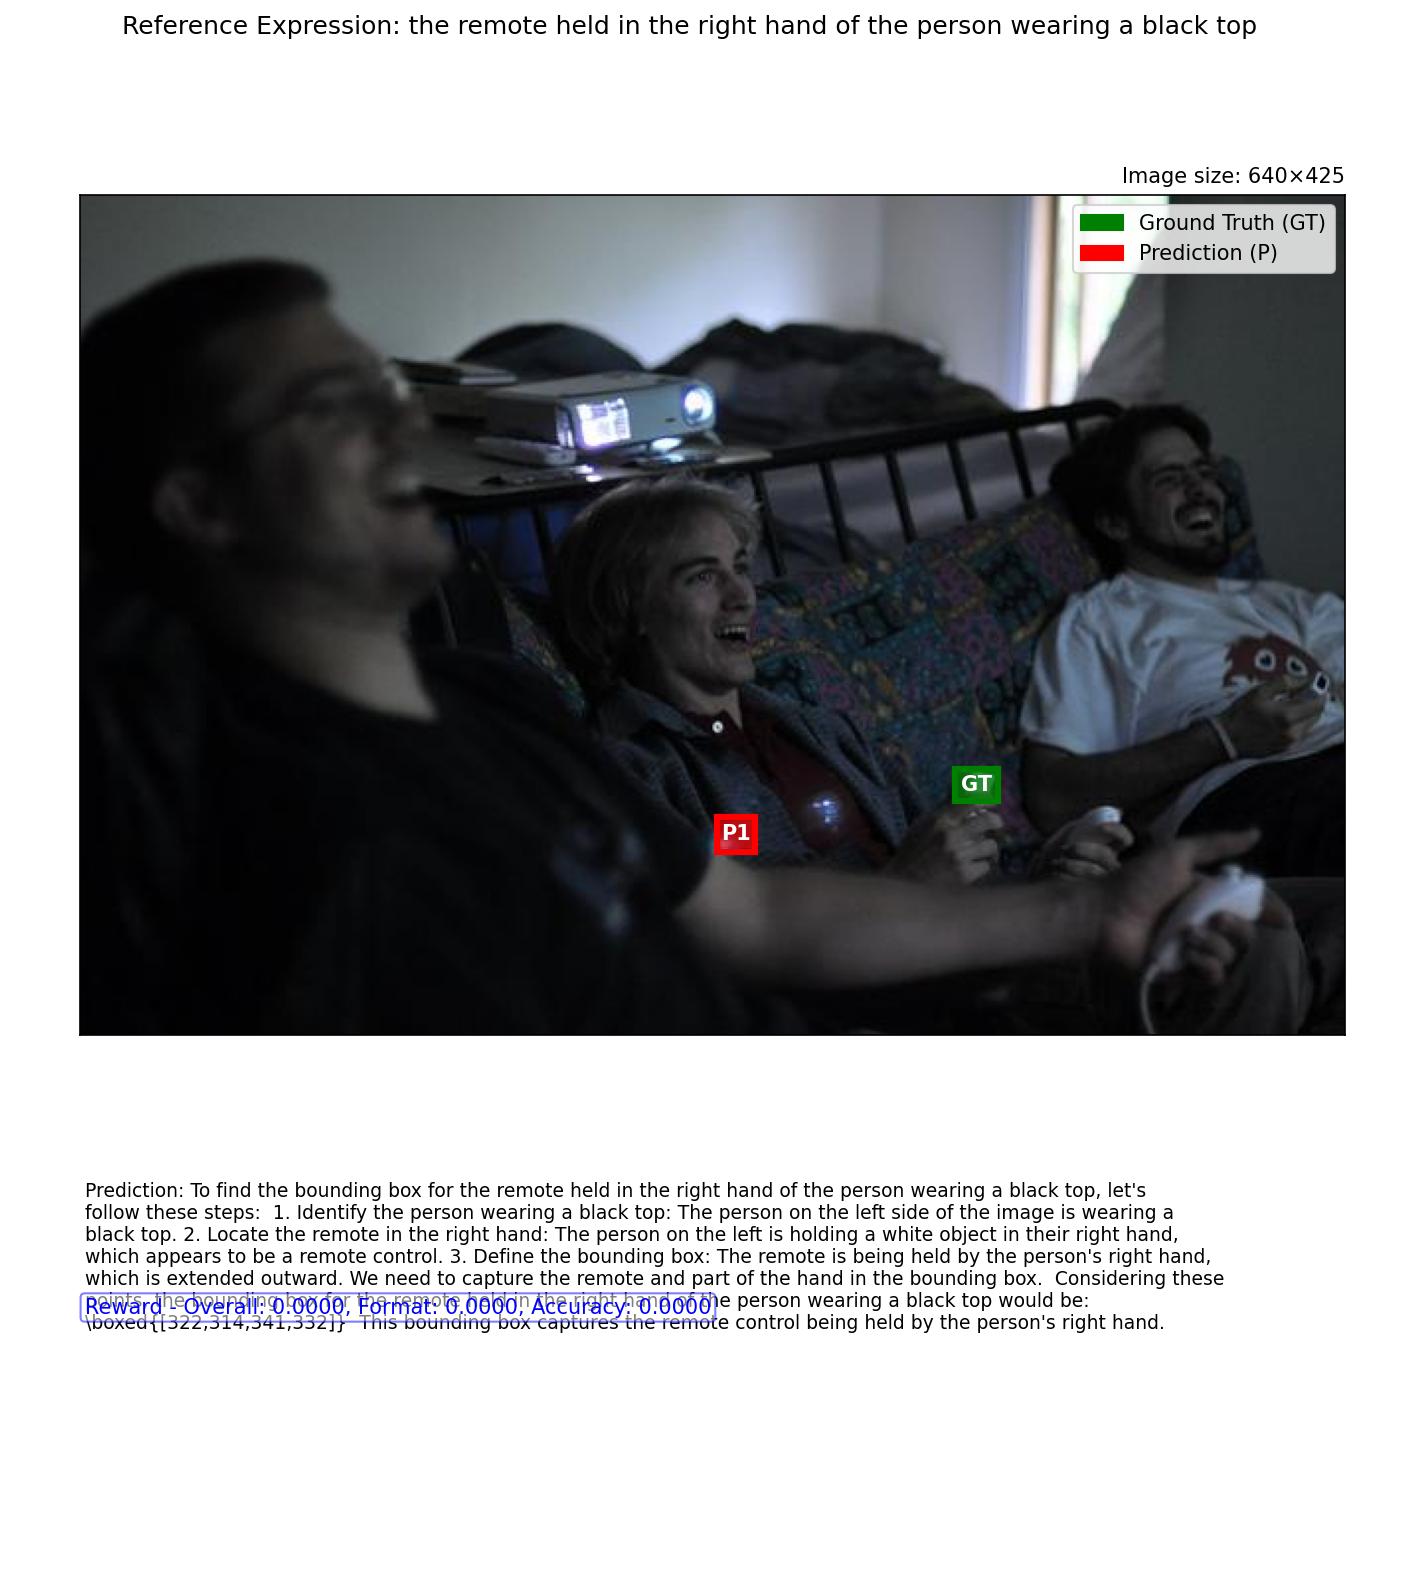 Reference Expression: the remote held in the right hand of the person wearing a black top
Image size: 640×425
Ground Truth (GT)
Prediction (P)
GT
P1
Prediction: To find the bounding box for the remote held in the right hand of the person wearing a black top, let's
follow these steps:  1. Identify the person wearing a black top: The person on the left side of the image is wearing a
black top. 2. Locate the remote in the right hand: The person on the left is holding a white object in their right hand,
which appears to be a remote control. 3. Define the bounding box: The remote is being held by the person's right hand,
which is extended outward. We need to capture the remote and part of the hand in the bounding box.  Considering these
points, the bounding box for the remote held in the right hand of the person wearing a black top would be:
Reward - Overall: 0.0000, Format: 0.0000, Accuracy: 0.0000
\boxed{[322,314,341,332]}  This bounding box captures the remote control being held by the person's right hand.